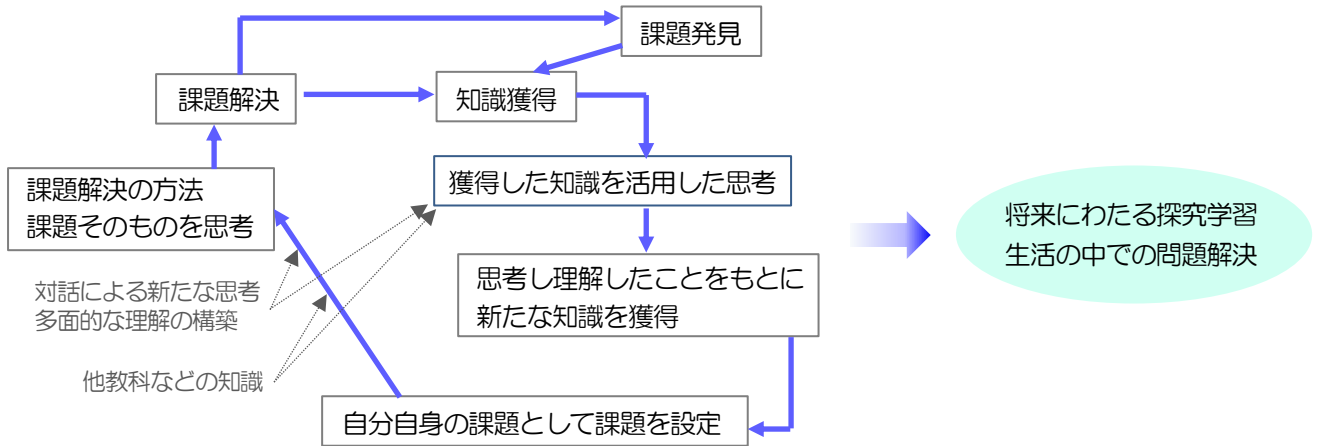 課題発見
課題解決
知識獲得
課題解決の方法
課題そのものを思考
獲得した知識を活用した思考
将来にわたる探究学習
生活の中での問題解決
対話による新たな思考
多面的な理解の構築
思考し理解したことをもとに
新たな知識を獲得
他教科などの知識
自分自身の課題として課題を設定